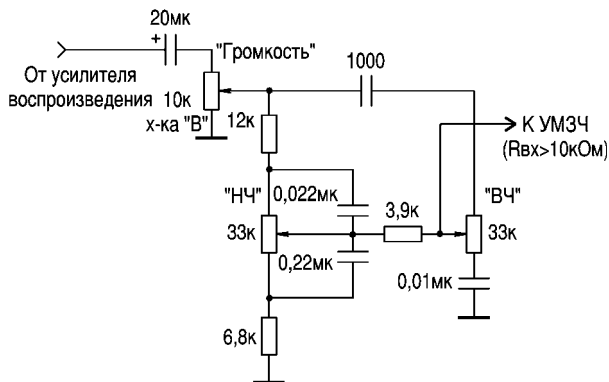 20мк
+
"Громкость"
От усилителя
воспроизведения
10к
х-ка "В"
1000
12к
К УМЗЧ
(Rвх>10кОм)
"НЧ"
0,022мк
3,9к
"ВЧ"
33к
33к
0,22мк
0,01мк
6,8к